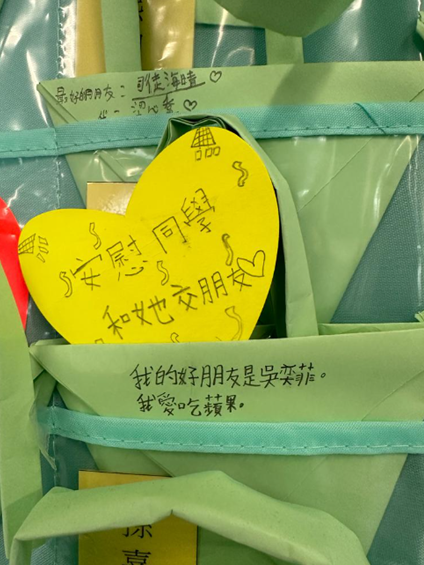 最好的朋友：司徒海晴♡
安慰同學
和她交朋友♡
我的好朋友是吳奕菲。
我愛吃蘋果。